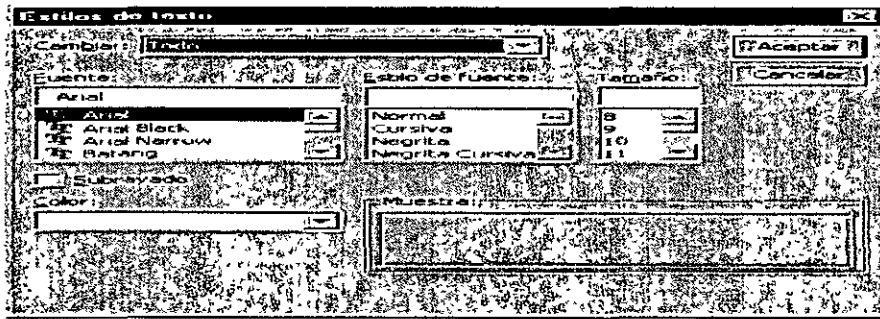 Estilos de texto
Cambiar: Todo
Aceptar
Cancelar
Fuente: Estilo de fuente: Tamaño:
Arial
Arial Normal 8
Arial Black Cursiva 9
Arial Narrow Negrita 10
Batang Negrita Cursiva 11
Subrayado
Color: Muestra